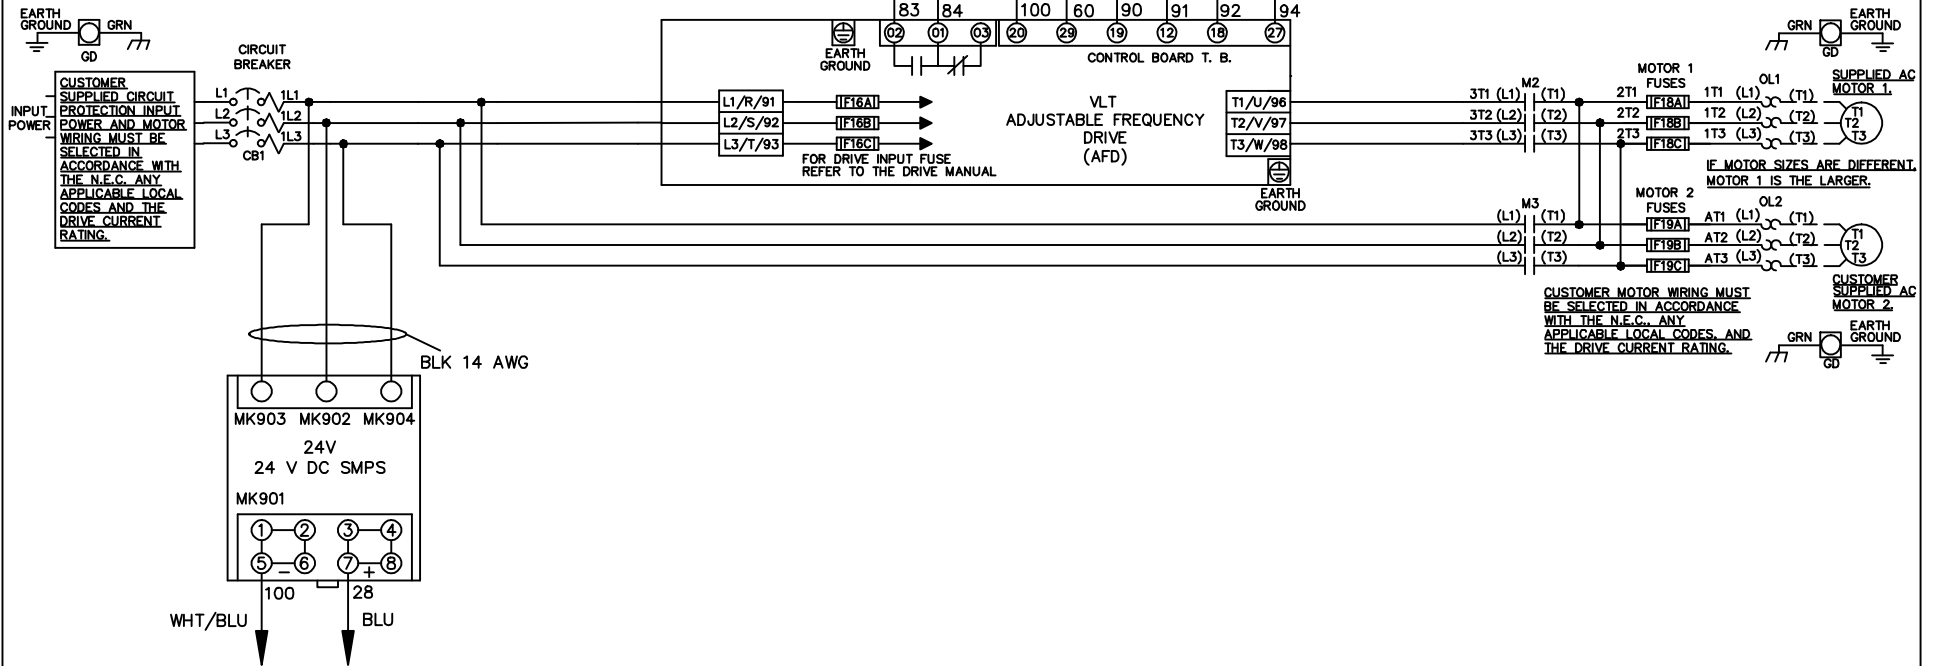 EARTH
GROUND
GRN
GD
CIRCUIT
BREAKER
CUSTOMER
SUPPLIED CIRCUIT
PROTECTION INPUT
POWER AND MOTOR
WIRING MUST BE
SELECTED IN
ACCORDANCE WITH
THE N.E.C. ANY
APPLICABLE LOCAL
CODES AND THE
DRIVE CURRENT
RATING.
INPUT
POWER
L1
L2
L3
1L1
1L2
1L3
CB1
83 84 100 60 90 91 92 94
02 01 03 20 29 19 12 18 27
EARTH
GROUND
CONTROL BOARD T. B.
L1/R/91
L2/S/92
L3/T/93
F16A
F16B
F16C
FOR DRIVE INPUT FUSE
REFER TO THE DRIVE MANUAL
VLT
ADJUSTABLE FREQUENCY
DRIVE
(AFD)
T1/U/96
T2/V/97
T3/W/98
EARTH
GROUND
M2
3T1 (L1) (T1)
3T2 (L2) (T2)
3T3 (L3) (T3)
MOTOR 1
FUSES
2T1 F18A 1T1 (L1)
2T2 F18B 1T2 (L2)
2T3 F18C 1T3 (L3)
OL1
(T1)
(T2)
(T3)
T1
T2
T3
EARTH
GROUND
GRN
GD
SUPPLIED AC
MOTOR 1.
IF MOTOR SIZES ARE DIFFERENT,
MOTOR 1 IS THE LARGER.
M3
(L1) (T1)
(L2) (T2)
(L3) (T3)
MOTOR 2
FUSES
F19A AT1 (L1)
F19B AT2 (L2)
F19C AT3 (L3)
OL2
(T1)
(T2)
(T3)
T1
T2
T3
CUSTOMER
SUPPLIED AC
MOTOR 2.
CUSTOMER MOTOR WIRING MUST
BE SELECTED IN ACCORDANCE
WITH THE N.E.C., ANY
APPLICABLE LOCAL CODES, AND
THE DRIVE CURRENT RATING.
EARTH
GROUND
GRN
GD
BLK 14 AWG
MK903 MK902 MK904
24V
24 V DC SMPS
MK901
1 2 3 4
5 - 6 7 + 8
100 28
WHT/BLU BLU